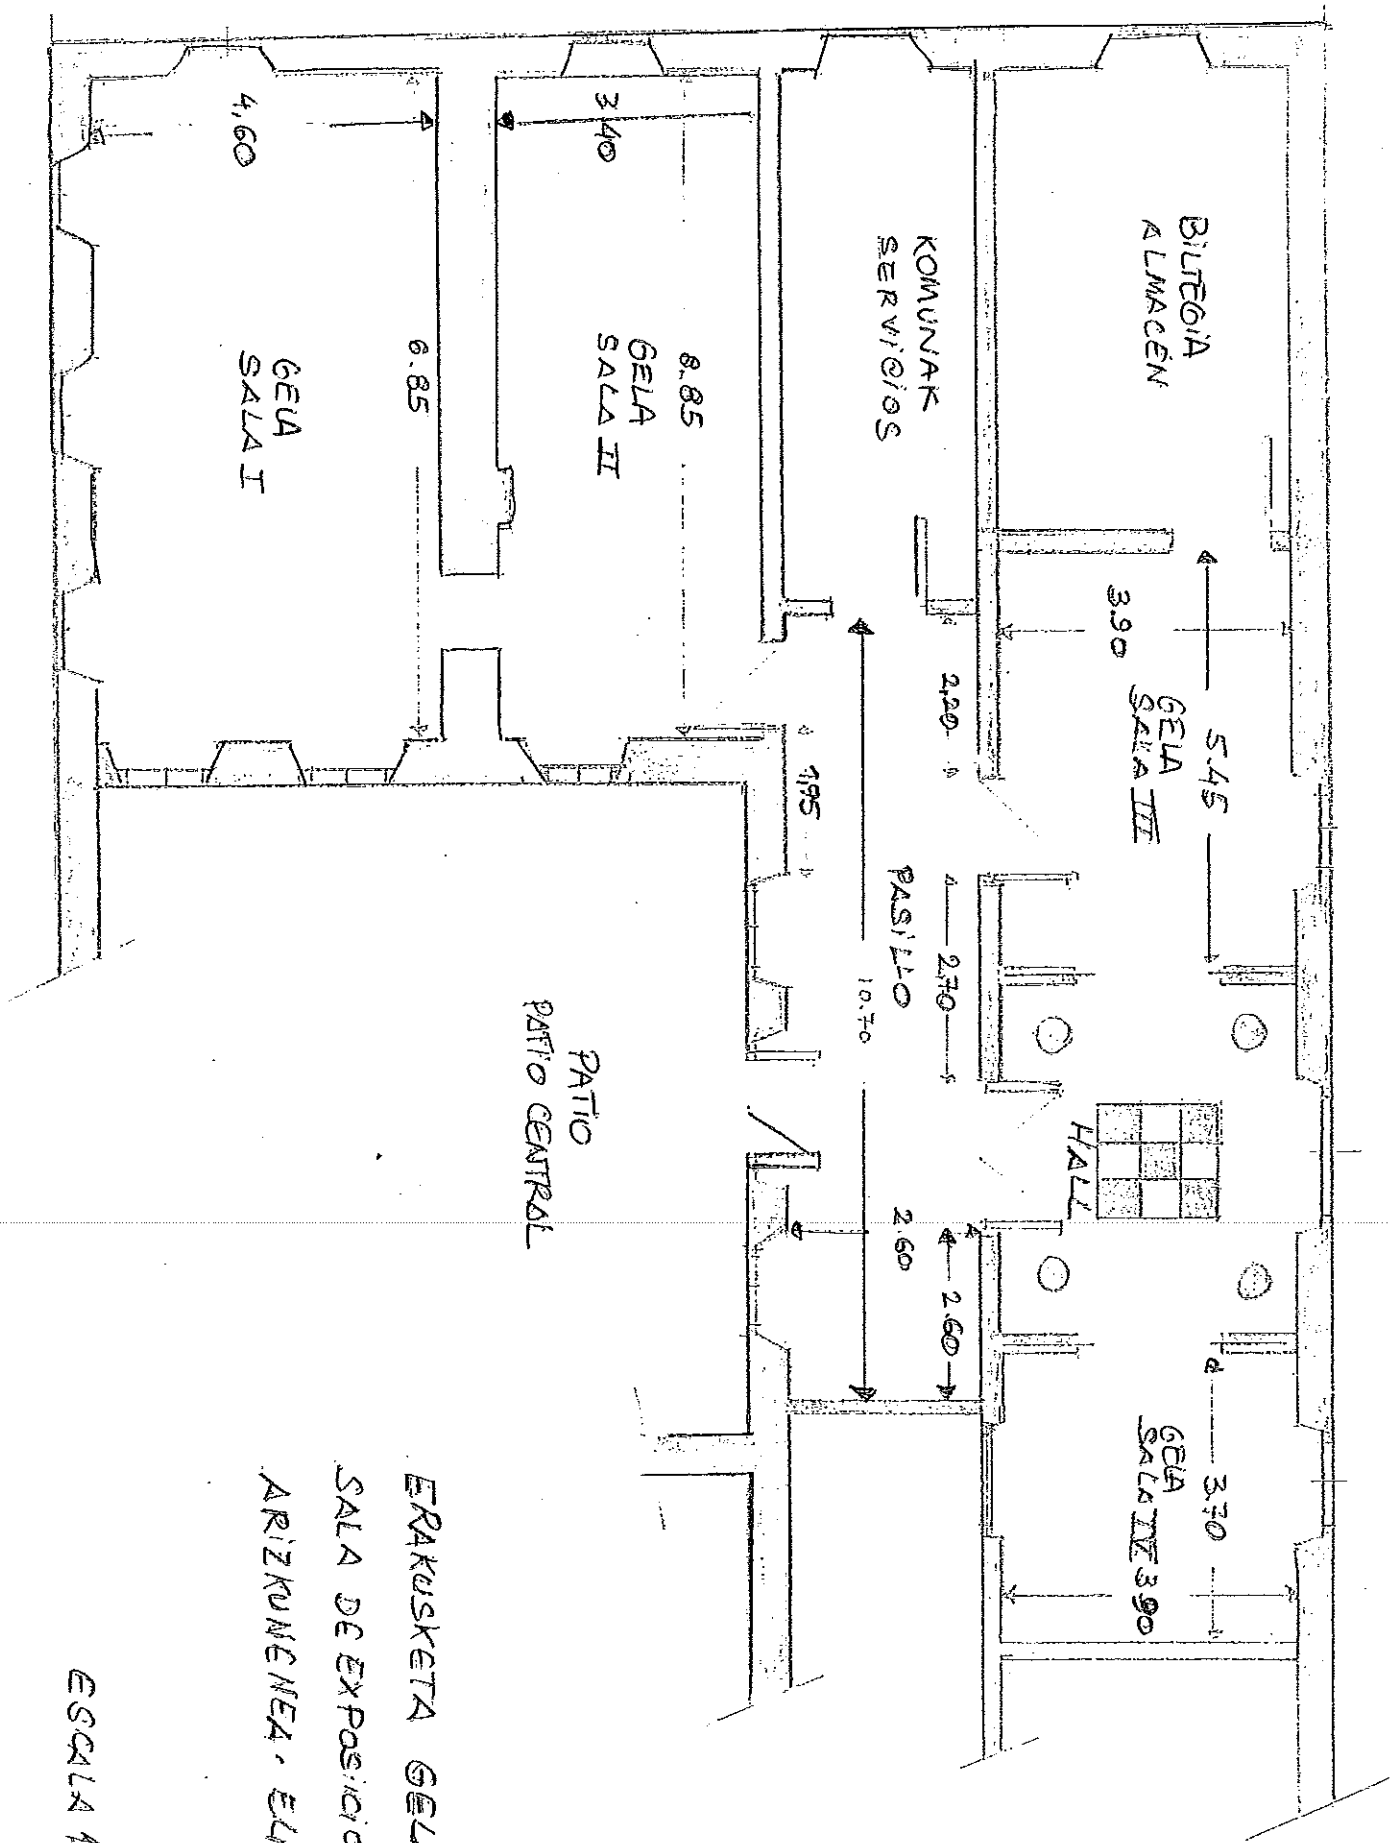 BILTEGIA
ALMACÉN
5.45
3.90
GELA
SALA III
3.70
GELA
SALA IV
3.90
HALL
KOMUNAK
SERVICIOS
2,20
2,70
2.60
PASILLO
2.60
10.70
1,95
3,40
8.85
GELA
SALA II
4,60
6.85
GELA
SALA I
PATIO
PATIO CENTRAL
ERAKUSKETA GEL
SALA DE EXPOSICIO
ARIZKUNENEA. EL
ESCALA